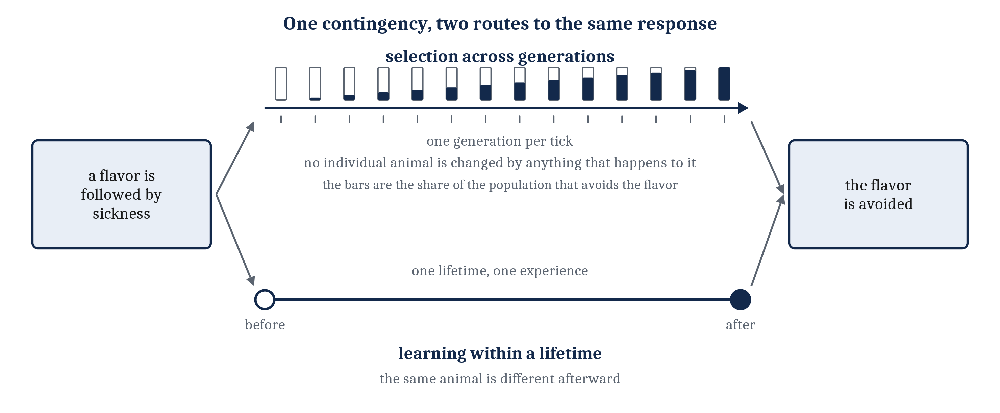 One contingency, two routes to the same response
selection across generations
one generation per tick
no individual animal is changed by anything that happens to it
the bars are the share of the population that avoids the flavor
a flavor is
followed by
sickness
the flavor
is avoided
one lifetime, one experience
before
after
learning within a lifetime
the same animal is different afterward